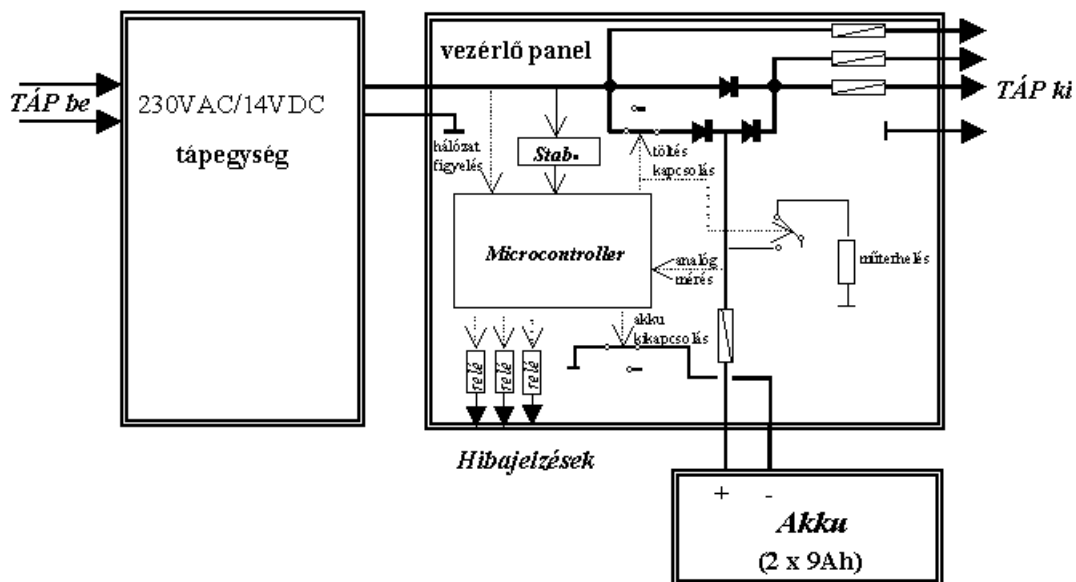 TÁP be
230VAC/14VDC
tápegység
vezérlő panel
TÁP ki
hálózat
figyelés
Stab.
töltés
kapcsolás
Microcontroller
analóg
mérés
műterhelés
akku
kikapcsolás
relé
relé
relé
Hibajelzések
+ -
Akku
(2 x 9Ah)